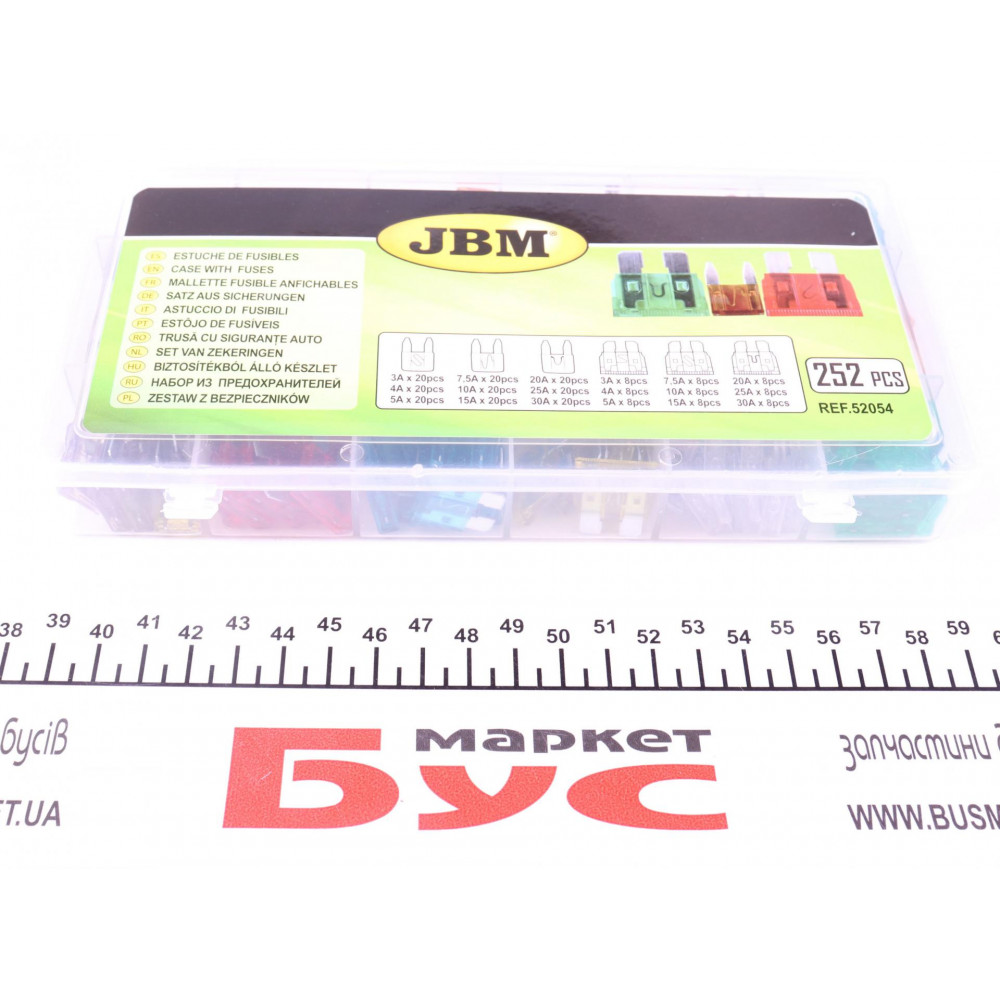 JBM®
ES ESTUCHE DE FUSIBLES
EN CASE WITH FUSES
FR MALLETTE FUSIBLE ANFICHABLES
DE SATZ AUS SICHERUNGEN
IT ASTUCCIO DI FUSIBILI
PT ESTÒJO DE FUSÍVEIS
RO TRUSĂ CU SIGURANȚE AUTO
NL SET VAN ZEKERINGEN
HU BIZTOSÍTÉKBÓL ÁLLÓ KÉSZLET
RU НАБОР ИЗ ПРЕДОХРАНИТЕЛЕЙ
PL ZESTAW Z BEZPIECZNIKÓW
3A x 20pcs 7,5A x 20pcs 20A x 20pcs 3A x 8pcs 7,5A x 8pcs 20A x 8pcs
4A x 20pcs 10A x 20pcs 25A x 20pcs 4A x 8pcs 10A x 8pcs 25A x 8pcs
5A x 20pcs 15A x 20pcs 30A x 20pcs 5A x 8pcs 15A x 8pcs 30A x 8pcs
252 PCS
REF.52054
38 39 40 41 42 43 44 45 46 47 48 49 50 51 52 53 54 55 56 57 58 59 6
бусів Маркет запчастини
БУС
ET.UA WWW.BUSM